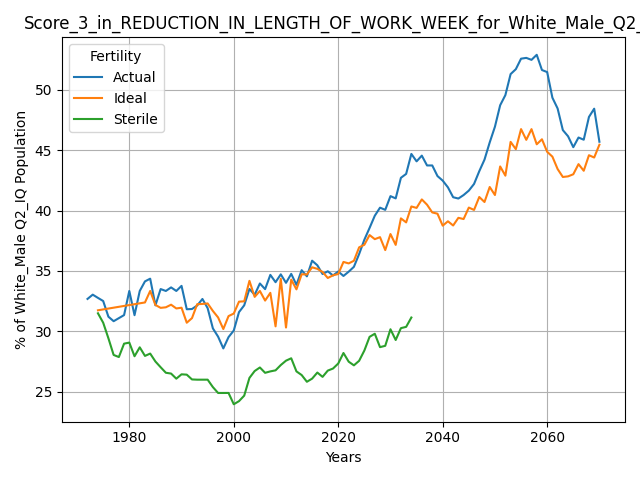 Score_3_in_REDUCTION_IN_LENGTH_OF_WORK_WEEK_for_White_Male_Q2_
Fertility
Actual
Ideal
Sterile
% of White_Male Q2_IQ Population
50
45
40
35
30
25
1980
2000
2020
2040
2060
Years